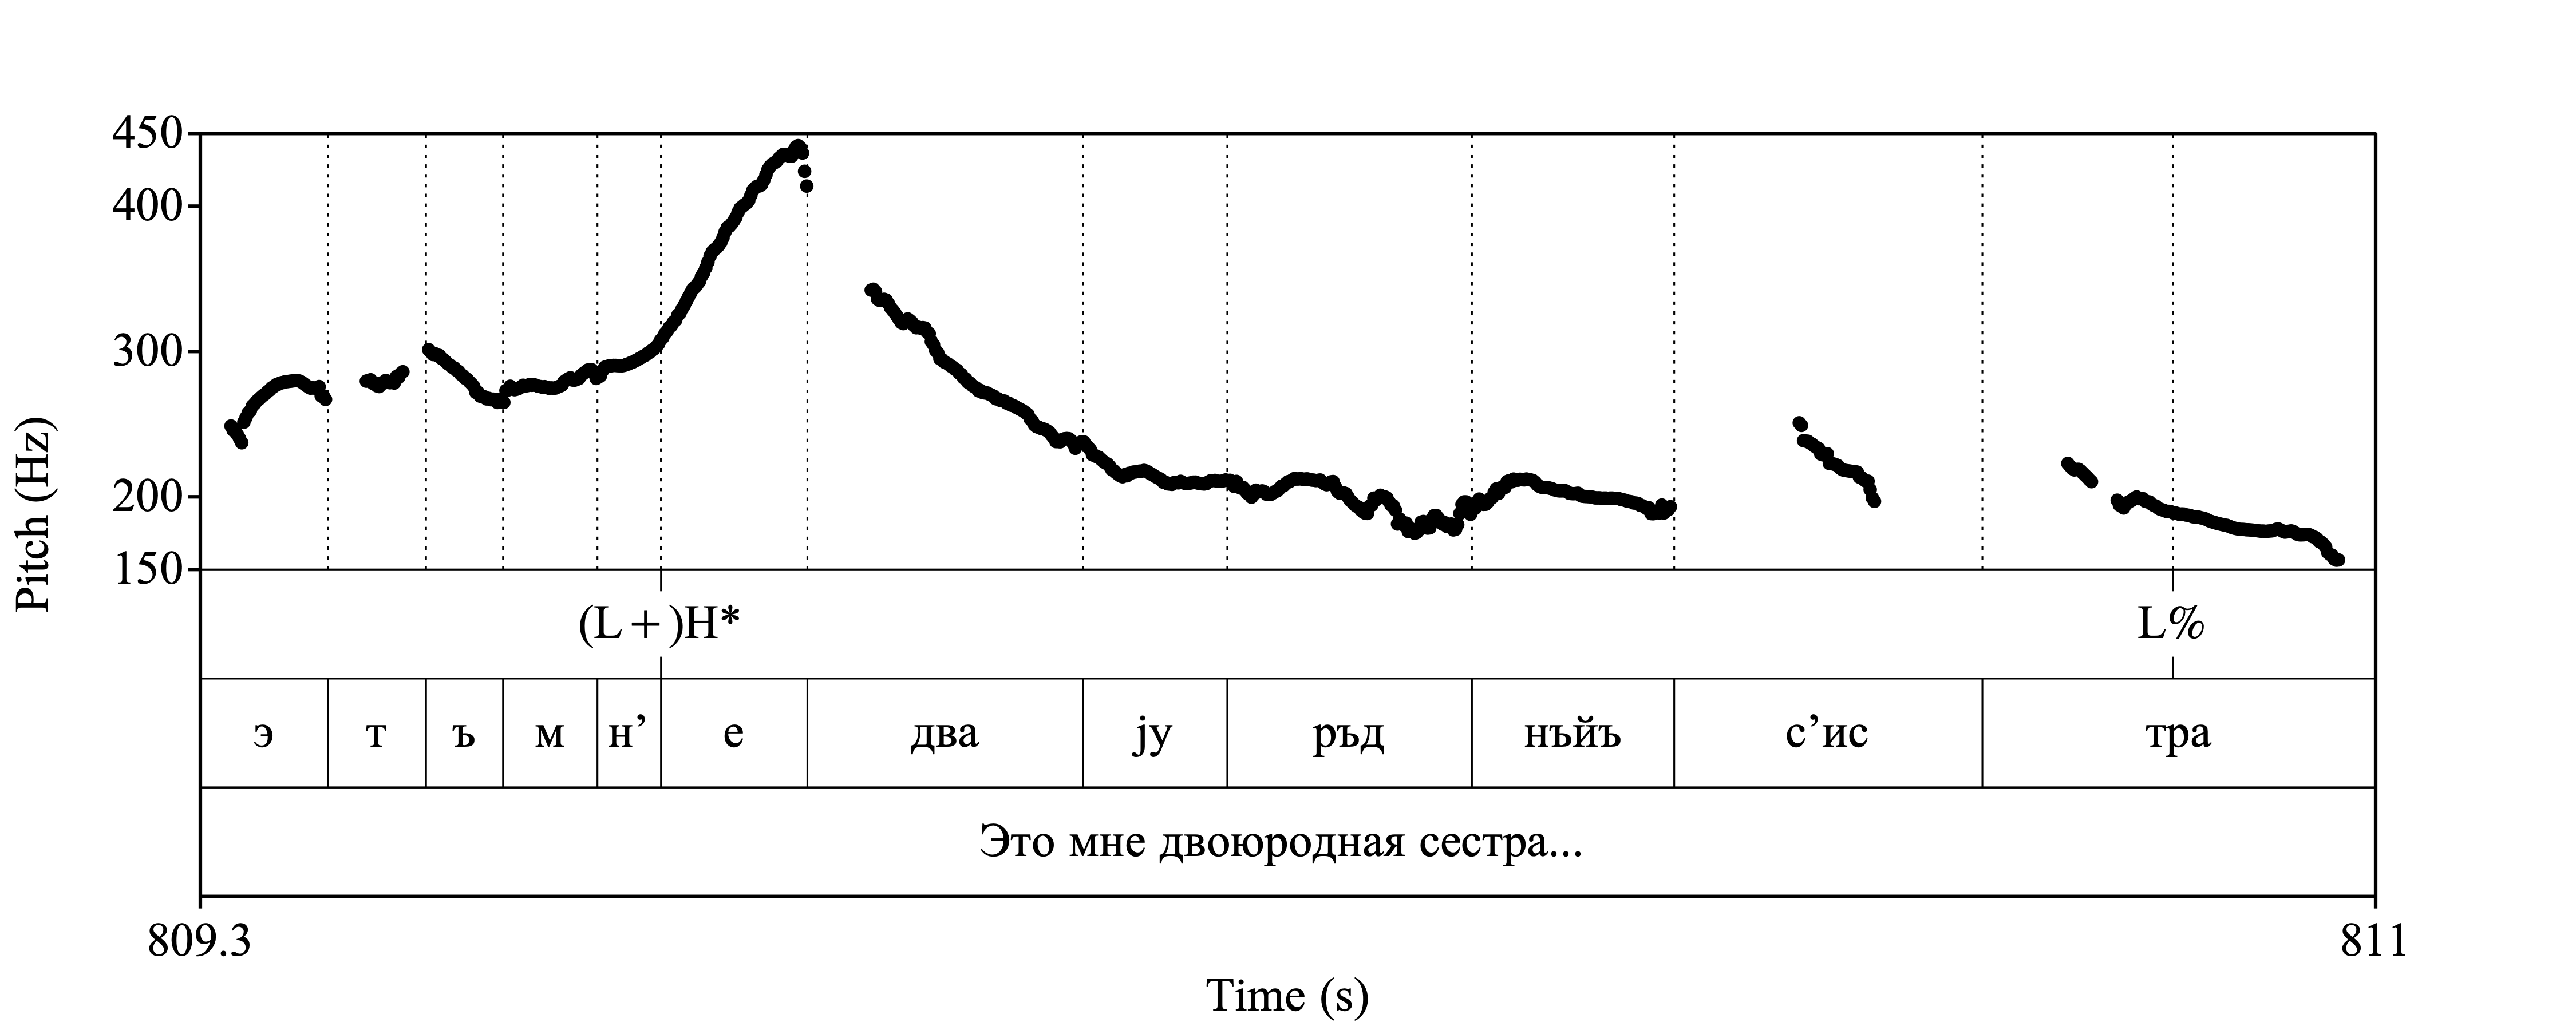 450
400
300
200
150
Pitch (Hz)
(L+)H* L%
э т ъ м н’ е два jу ръд нъйъ с’ис тра
Это мне двоюродная сестра...
809.3 811
Time (s)